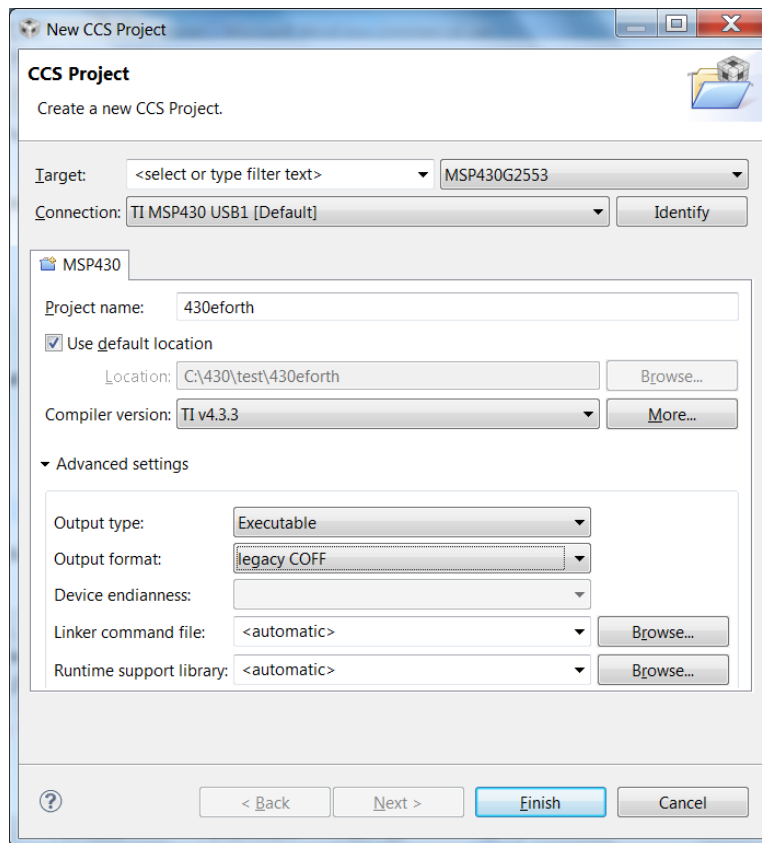 New CCS Project
CCS Project
Create a new CCS Project.
Target: <select or type filter text> MSP430G2553
Connection: TI MSP430 USB1 [Default] Identify
MSP430
Project name: 430eforth
Use default location
Location: C:\430\test\430eforth Browse...
Compiler version: TI v4.3.3 More...
Advanced settings
Output type: Executable
Output format: legacy COFF
Device endianness:
Linker command file: <automatic> Browse...
Runtime support library: <automatic> Browse...
? < Back Next > Finish Cancel